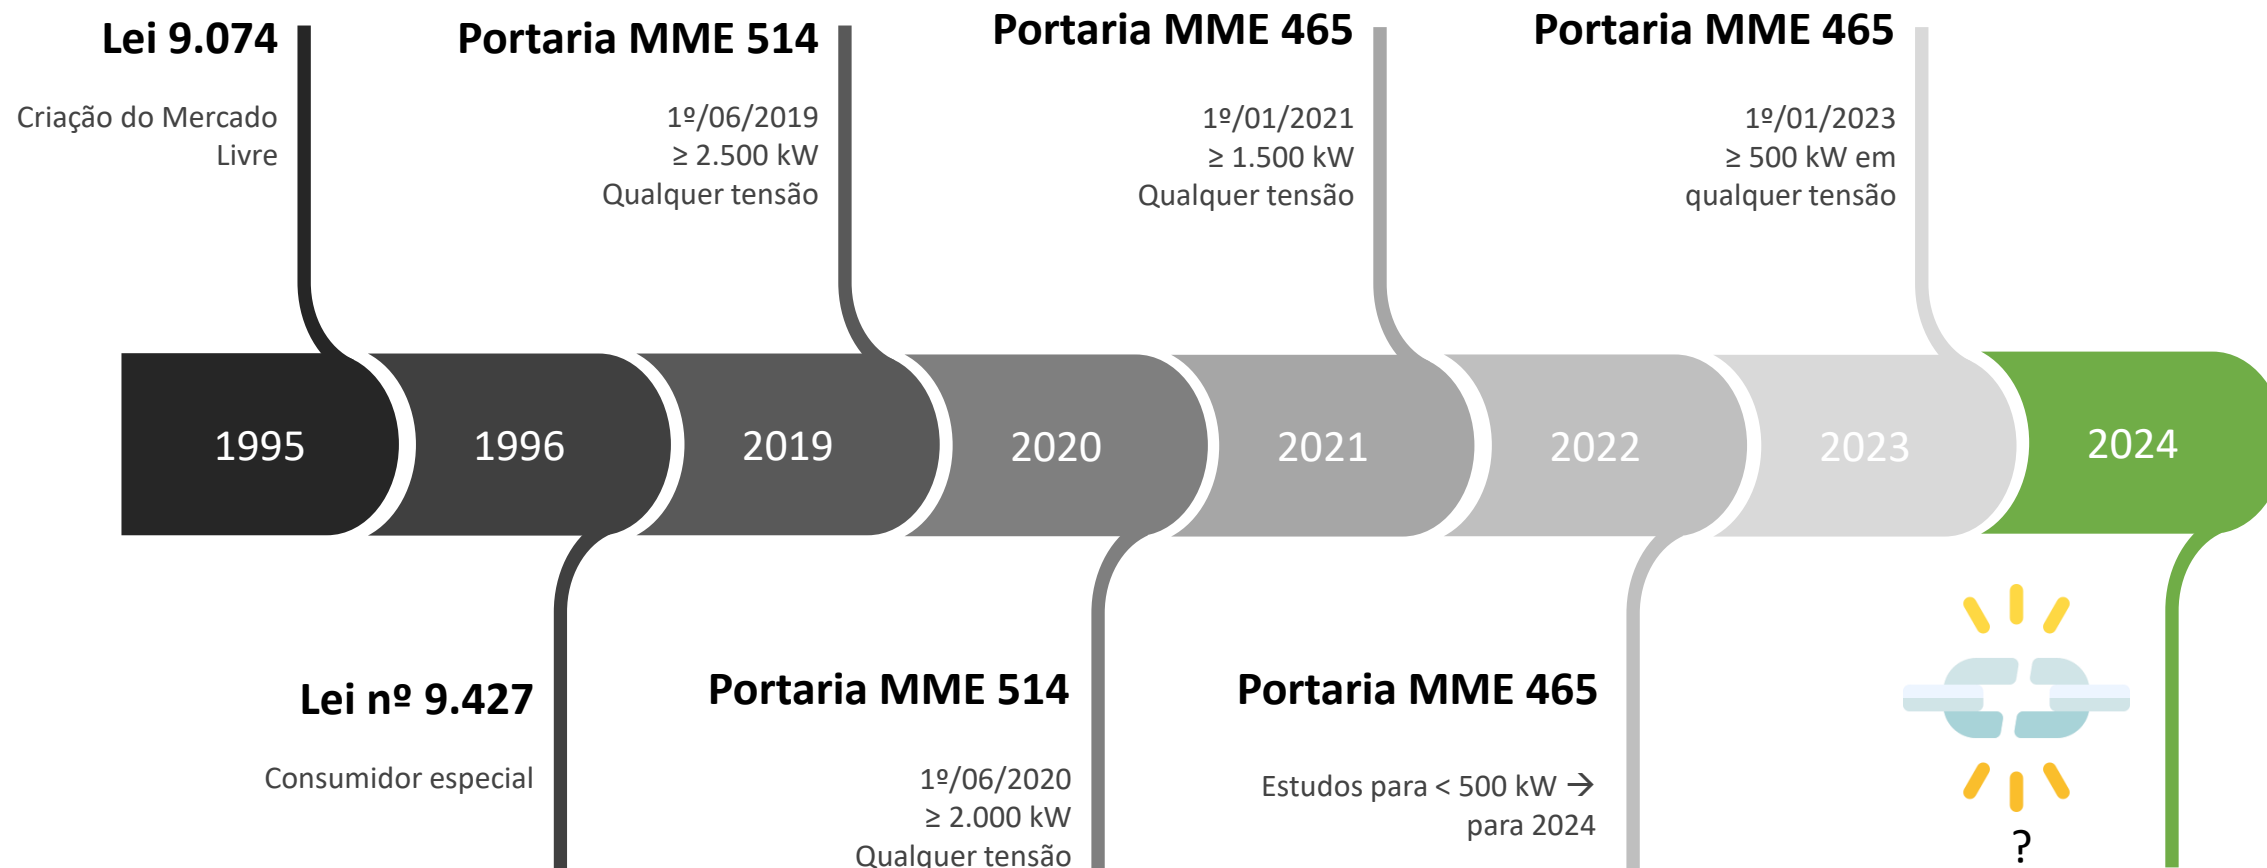 Lei 9.074
Criação do Mercado
Livre
Portaria MME 514
1º/06/2019
≥ 2.500 kW
Qualquer tensão
Portaria MME 465
1º/01/2021
≥ 1.500 kW
Qualquer tensão
Portaria MME 465
1º/01/2023
≥ 500 kW em
qualquer tensão
1995
1996
2019
2020
2021
2022
2023
2024
Lei nº 9.427
Consumidor especial
Portaria MME 514
1º/06/2020
≥ 2.000 kW
Qualquer tensão
Portaria MME 465
Estudos para < 500 kW →
para 2024
?